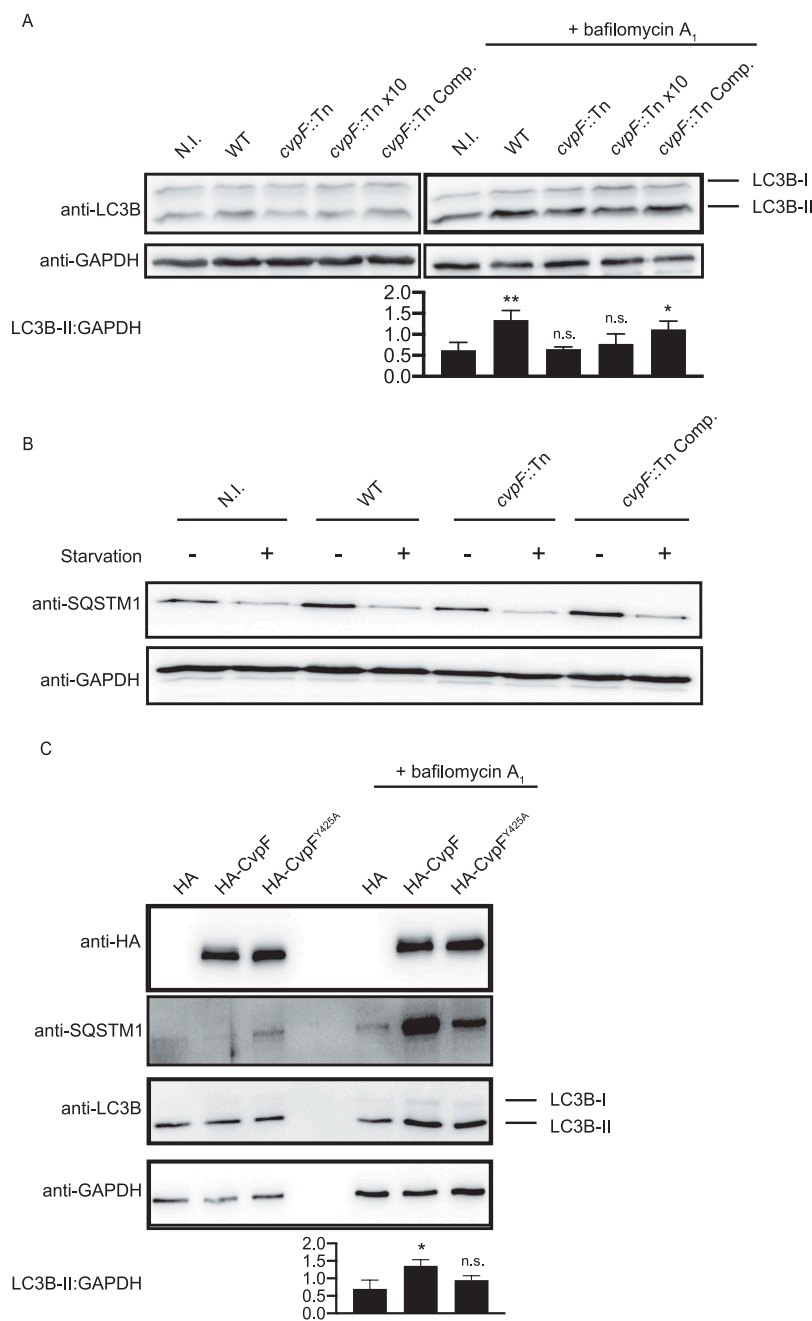 A
+ bafilomycin A1
N.I. WT cvpF::Tn cvpF::Tn x10 cvpF::Tn Comp. N.I. WT cvpF::Tn cvpF::Tn x10 cvpF::Tn Comp.
LC3B-I
anti-LC3B
LC3B-II
anti-GAPDH
LC3B-II:GAPDH
2.0
1.5
1.0
0.5
0.0
** n.s. n.s. *
B
N.I. WT cvpF::Tn cvpF::Tn Comp.
Starvation - + - + - + - +
anti-SQSTM1
anti-GAPDH
C
+ bafilomycin A1
HA HA-CvpF HA-CvpFY425A HA HA-CvpF HA-CvpFY425A
anti-HA
anti-SQSTM1
anti-LC3B
LC3B-I
LC3B-II
anti-GAPDH
LC3B-II:GAPDH
2.0
1.5
1.0
0.5
0.0
* n.s.